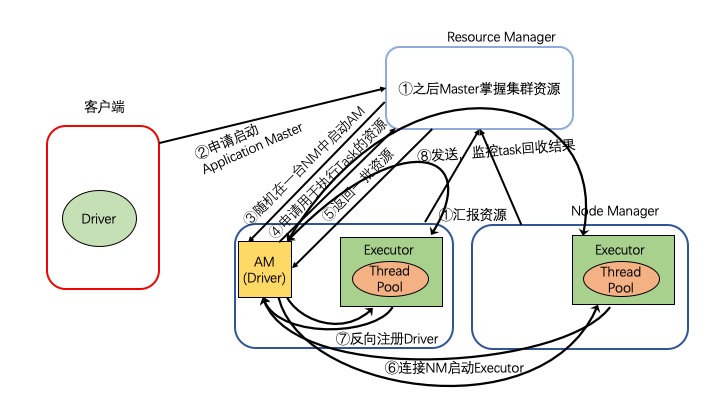 Resource Manager
①之后Master掌握集群资源
客户端
②申请启动
Application Master
③随机在一台NM中启动AM
④申请用于执行Task的资源
⑤返回一批资源
⑧发送，监控task回收结果
①汇报资源
Node Manager
Driver
AM
(Driver)
Executor
Thread
Pool
Executor
Thread
Pool
⑦反向注册Driver
⑥连接NM启动Executor